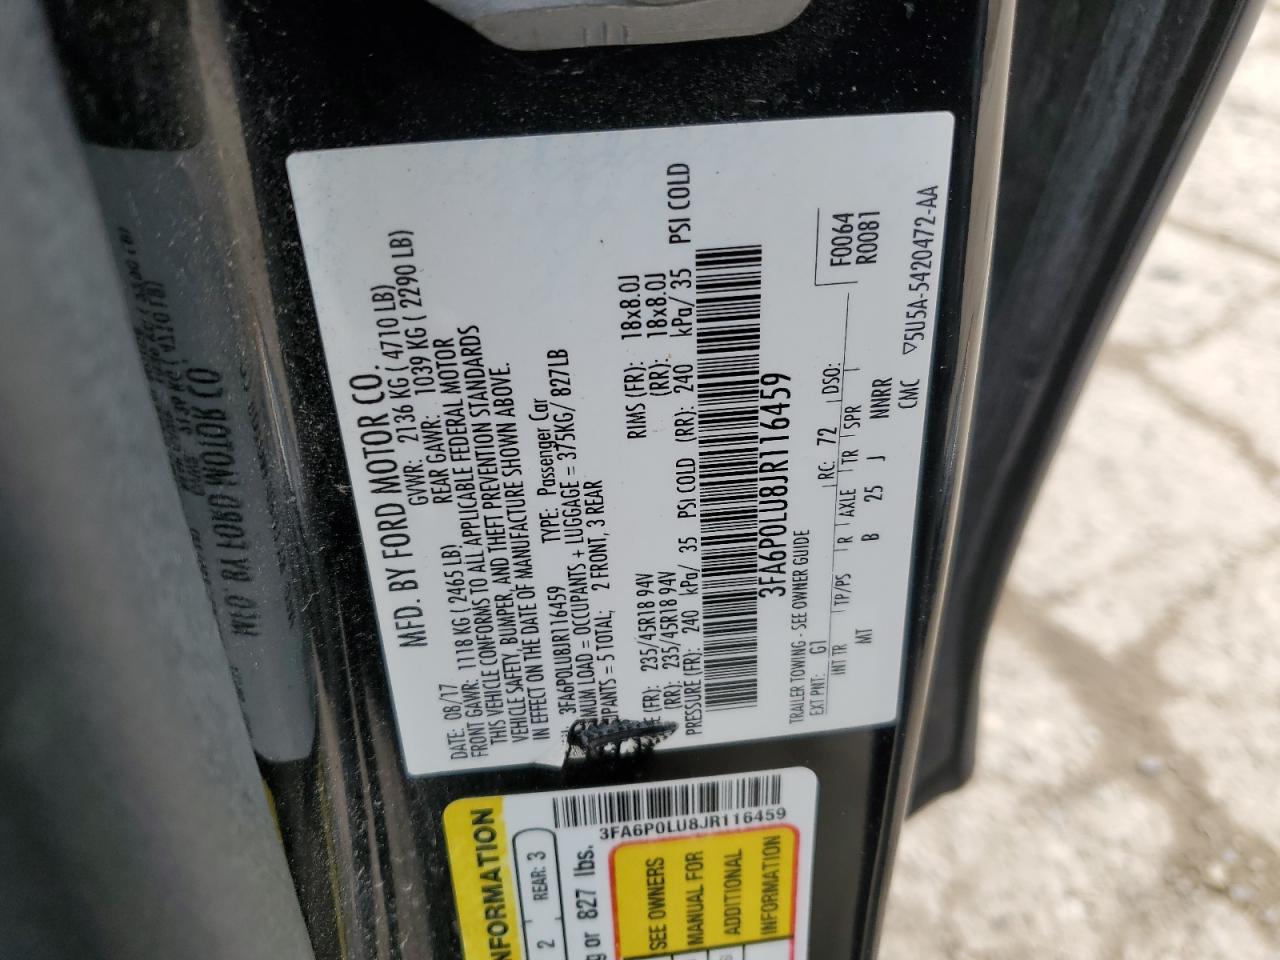 MFD. BY FORD MOTOR CO.
DATE: 08/17 GVWR: 2136 KG ( 4710 LB)
FRONT GAWR: 1118 KG ( 2465 LB) REAR GAWR: 1039 KG ( 2290 LB)
THIS VEHICLE CONFORMS TO ALL APPLICABLE FEDERAL MOTOR
VEHICLE SAFETY, BUMPER, AND THEFT PREVENTION STANDARDS
IN EFFECT ON THE DATE OF MANUFACTURE SHOWN ABOVE.
3FA6P0LU8JR116459 TYPE: Passenger Car
MUM LOAD = OCCUPANTS + LUGGAGE = 375KG/ 827LB
PANTS = 5 TOTAL; 2 FRONT, 3 REAR
(FR): 235/45R18 94V RIMS (FR): 18x8.0J
(RR): 235/45R18 94V (RR): 18x8.0J
PRESSURE (FR): 240 kPa/ 35 PSI COLD (RR): 240 kPa/ 35 PSI COLD
3FA6P0LU8JR116459
TRAILER TOWING - SEE OWNER GUIDE
EXT PNT: G1 RC: 72 DSO: F0064
R0081
INT TR TP/PS R AXLE TR SPR
MT B 25 J NNRR
CNC ▽5U5A-5420472-AA
NFORMATION
2 REAR: 3
3FA6P0LU8JR116459
g or 827 lbs.
SEE OWNERS
MANUAL FOR
ADDITIONAL
INFORMATION